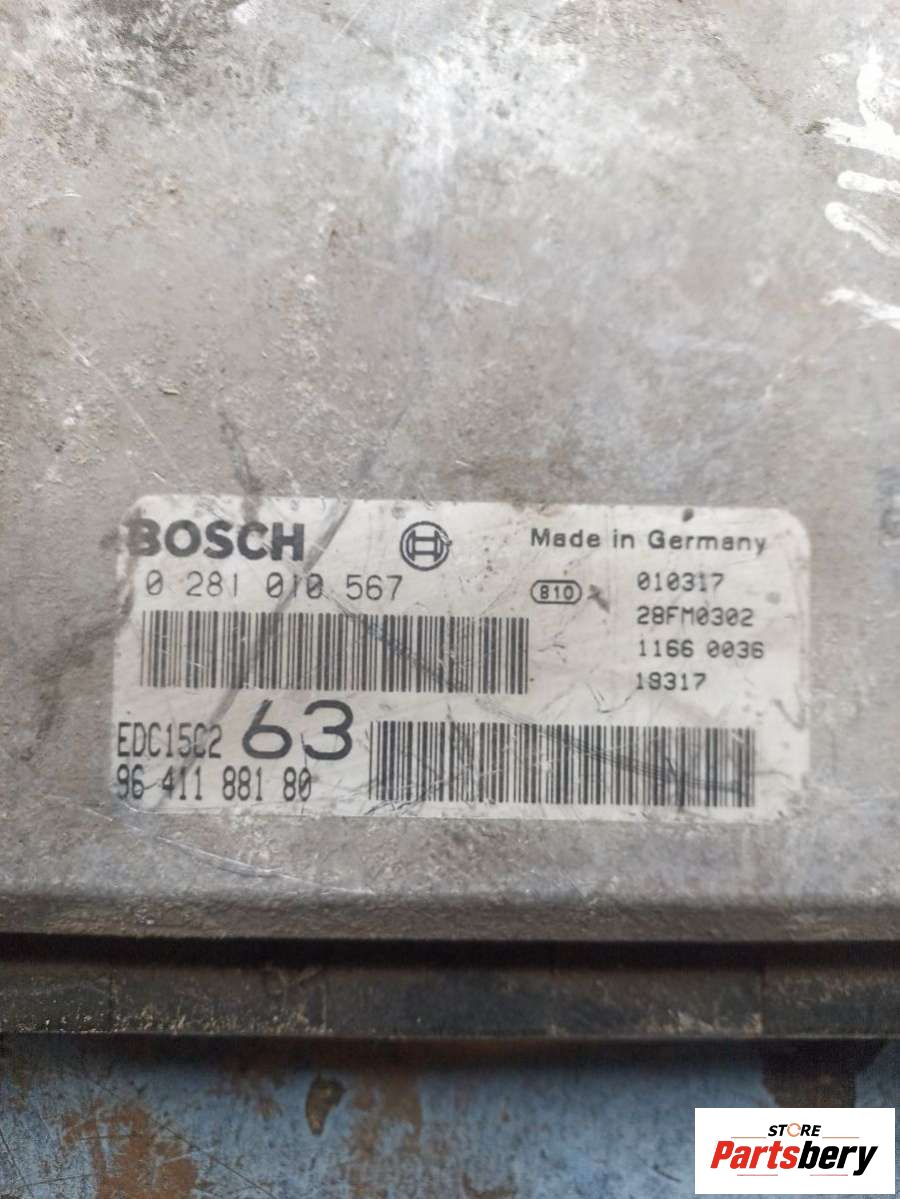 BOSCH
Made in Germany
0 281 010 567
810
010317
28FM0302
1166 0036
19317
EDC15C2 63
96 411 881 80
STORE
Partsbery